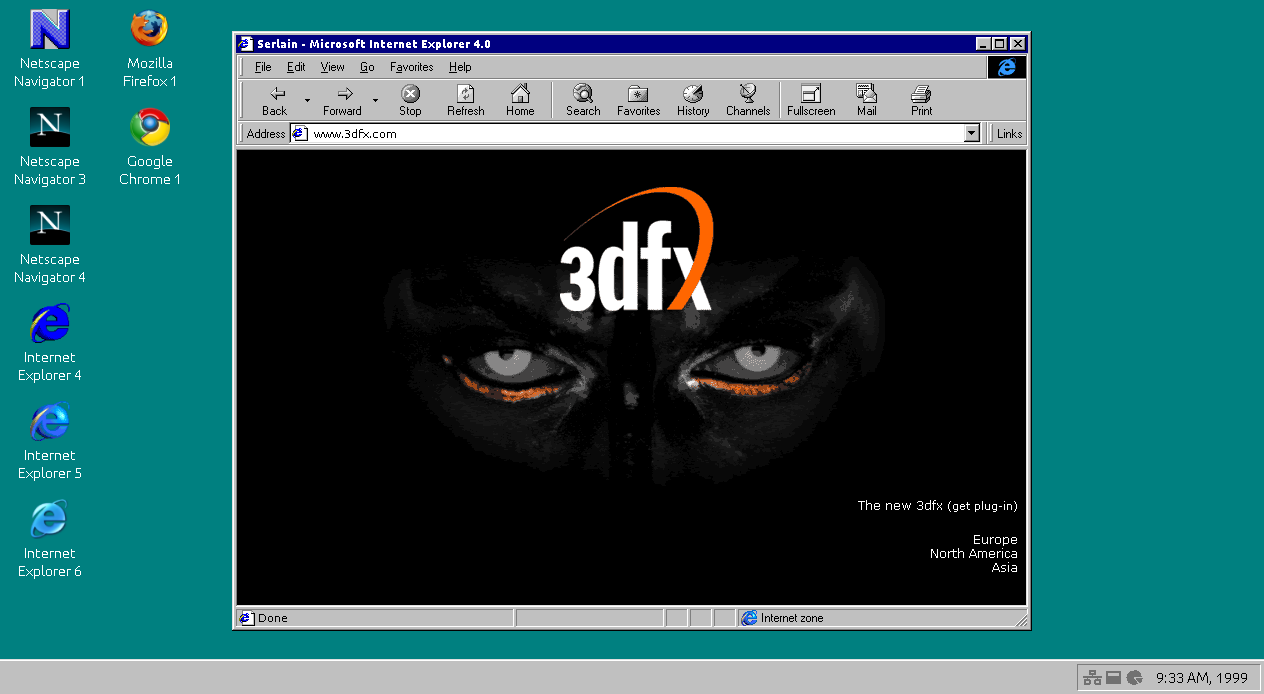 Netscape
Navigator 1
Mozilla
Firefox 1
Netscape
Navigator 3
Google
Chrome 1
Netscape
Navigator 4
Internet
Explorer 4
Internet
Explorer 5
Internet
Explorer 6
Serlain - Microsoft Internet Explorer 4.0
File Edit View Go Favorites Help
Back Forward Stop Refresh Home Search Favorites History Channels Fullscreen Mail Print
Address www.3dfx.com Links
3dfx
The new 3dfx (get plug-in)
Europe
North America
Asia
Done Internet zone
9:33 AM, 1999